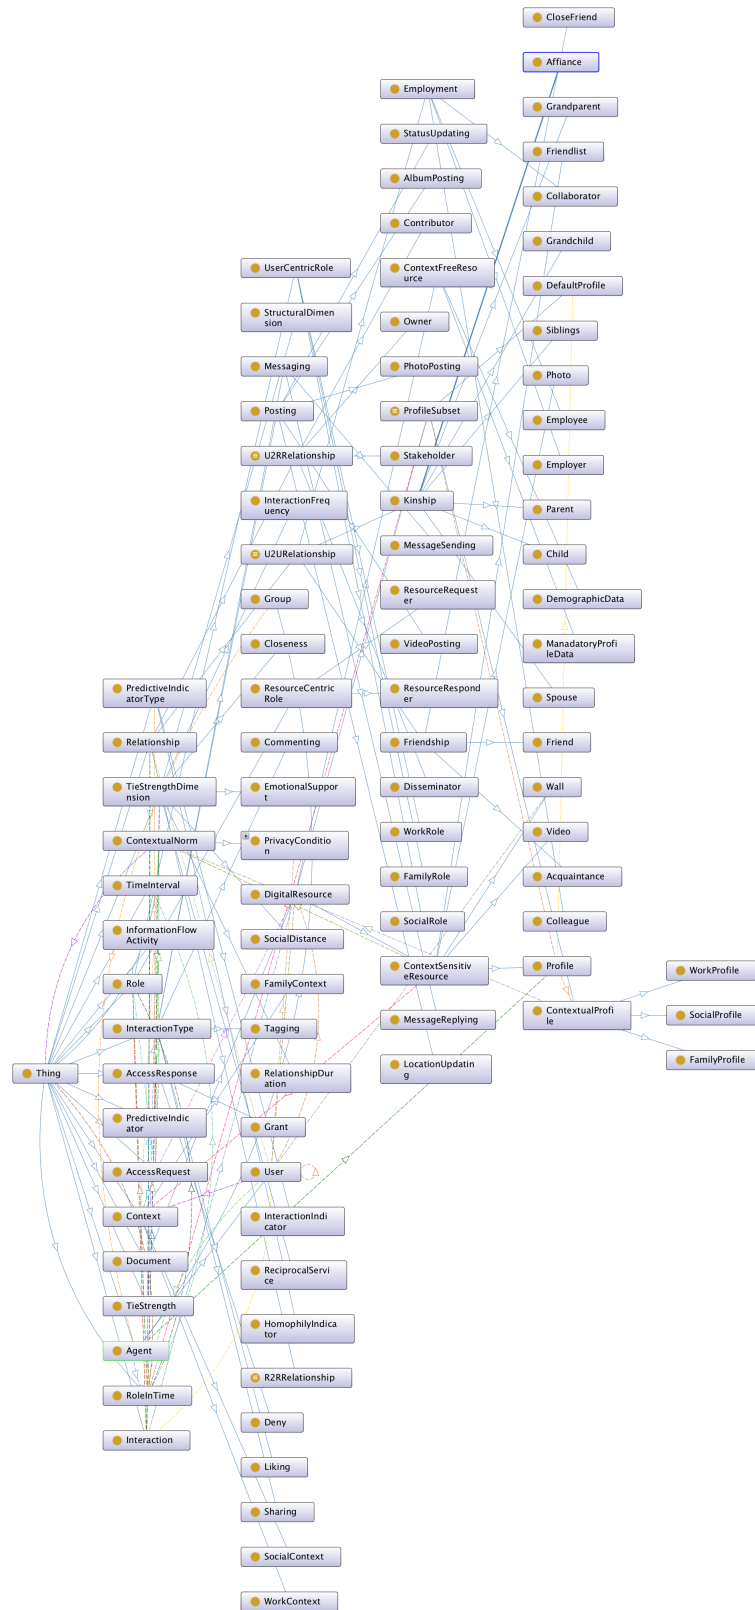 CloseFriend
Affiance
Employment
Grandparent
StatusUpdating
Friendlist
AlbumPosting
Collaborator
Contributor
Grandchild
UserCentricRole
ContextFreeReso
urce
DefaultProfile
StructuralDimen
sion
Owner
Siblings
Messaging
PhotoPosting
Photo
Posting
ProfileSubset
Employee
U2RRelationship
Stakeholder
Employer
InteractionFreq
uency
Kinship
Parent
U2URelationship
MessageSending
Child
Group
ResourceRequest
er
DemographicData
Closeness
VideoPosting
ManadatoryProfi
leData
PredictiveIndic
atorType
ResourceCentric
Role
ResourceRespond
er
Spouse
Relationship
Commenting
Friendship
Friend
TieStrengthDime
nsion
EmotionalSuppor
t
Disseminator
Wall
ContextualNorm
PrivacyConditio
n
WorkRole
Video
TimeInterval
DigitalResource
FamilyRole
Acquaintance
InformationFlow
Activity
SocialDistance
SocialRole
Colleague
Role
FamilyContext
ContextSensitiv
eResource
Profile
WorkProfile
InteractionType
Tagging
MessageReplying
ContextualProfi
le
SocialProfile
Thing
AccessResponse
RelationshipDur
ation
LocationUpdatin
g
FamilyProfile
PredictiveIndic
ator
Grant
AccessRequest
User
Context
InteractionIndi
cator
Document
ReciprocalServi
ce
TieStrength
HomophilyIndica
tor
Agent
R2RRelationship
RoleInTime
Deny
Interaction
Liking
Sharing
SocialContext
WorkContext